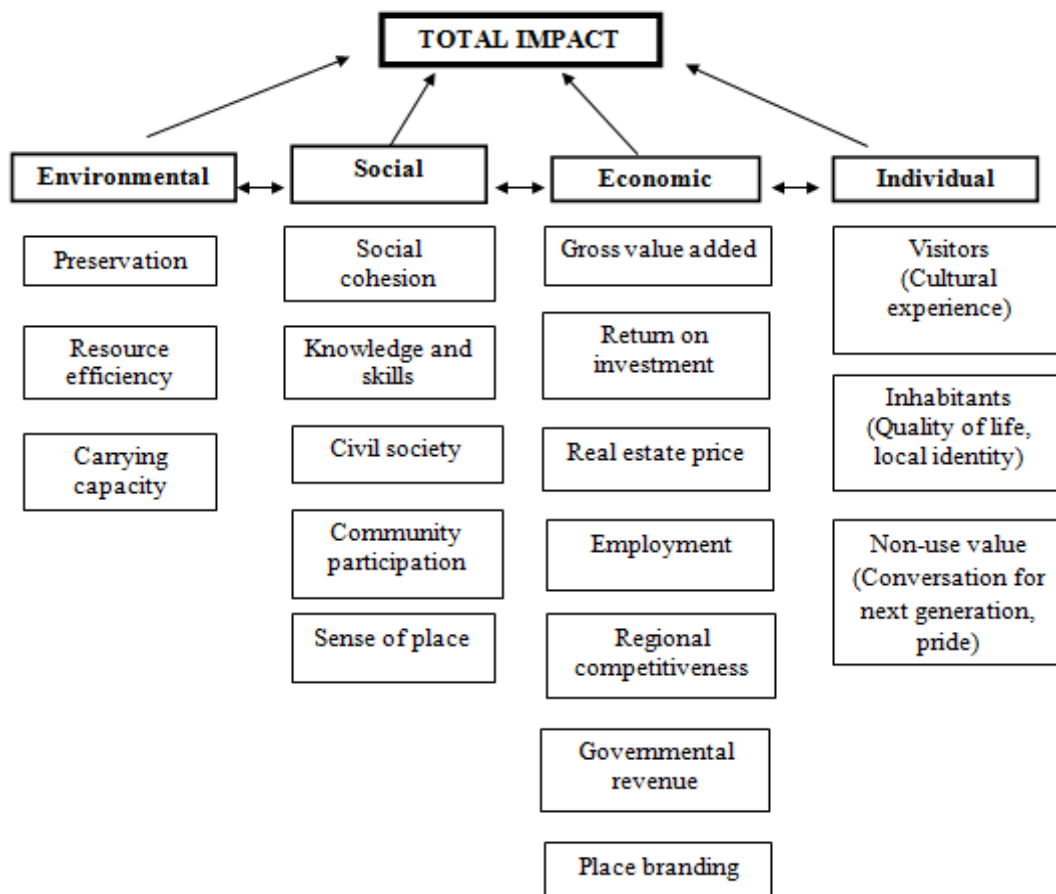 TOTAL IMPACT
Environmental
Social
Economic
Individual
Preservation
Resource
efficiency
Carrying
capacity
Social
cohesion
Knowledge and
skills
Civil society
Community
participation
Sense of place
Gross value added
Return on
investment
Real estate price
Employment
Regional
competitiveness
Governmental
revenue
Place branding
Visitors
(Cultural
experience)
Inhabitants
(Quality of life,
local identity)
Non-use value
(Conversation for
next generation,
pride)